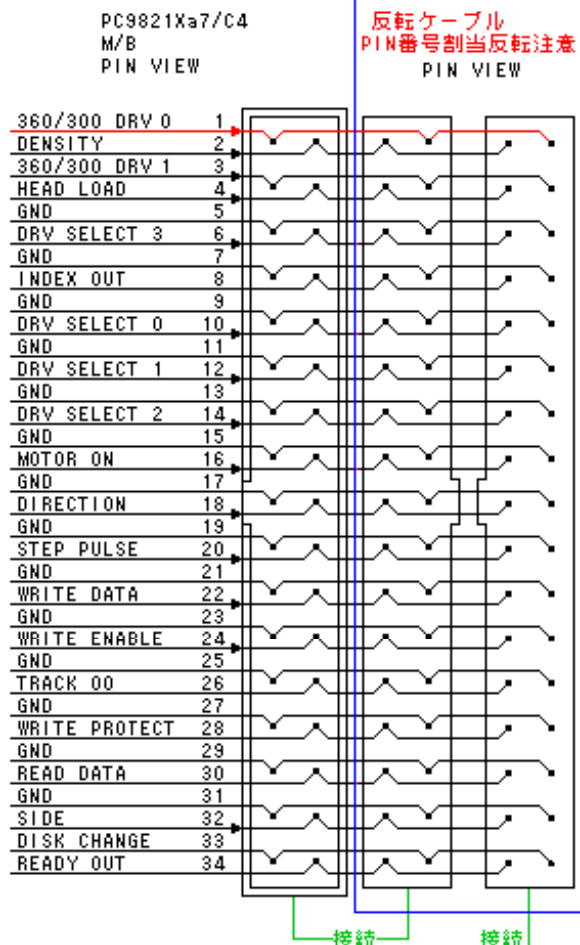 PC9821Xa7/C4
M/B
PIN VIEW
反転ケーブル
PIN番号割当反転注意
PIN VIEW
360/300 DRV 0 1
DENSITY 2
360/300 DRV 1 3
HEAD LOAD 4
GND 5
DRV SELECT 3 6
GND 7
INDEX OUT 8
GND 9
DRV SELECT 0 10
GND 11
DRV SELECT 1 12
GND 13
DRV SELECT 2 14
GND 15
MOTOR ON 16
GND 17
DIRECTION 18
GND 19
STEP PULSE 20
GND 21
WRITE DATA 22
GND 23
WRITE ENABLE 24
GND 25
TRACK 00 26
GND 27
WRITE PROTECT 28
GND 29
READ DATA 30
GND 31
SIDE 32
DISK CHANGE 33
READY OUT 34
接続 接続